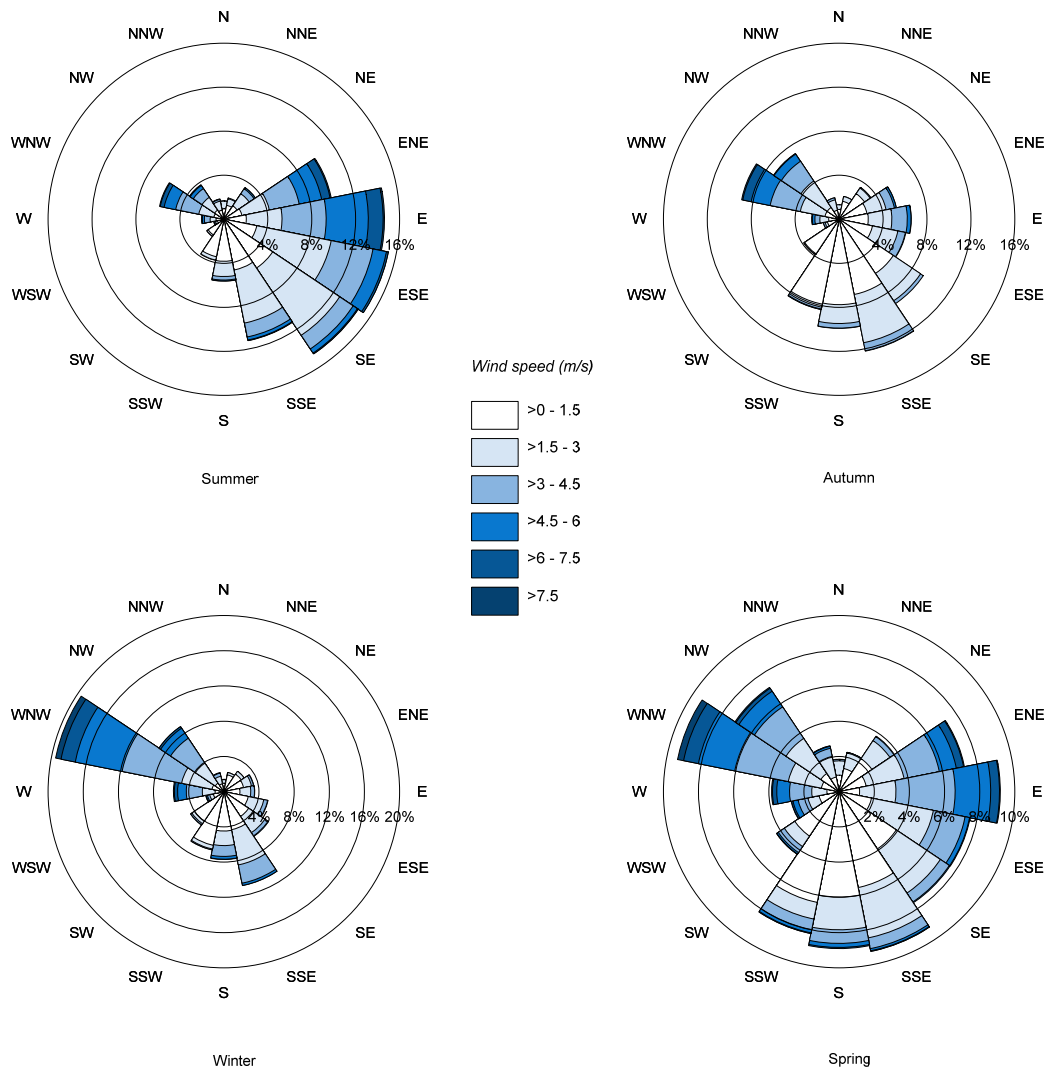 N
NNW
NNE
NW
NE
WNW
ENE
W
E
4% 8% 12% 16%
WSW
ESE
SW
SE
SSW
SSE
S
Summer
N
NNW
NNE
NW
NE
WNW
ENE
W
E
4% 8% 12% 16%
WSW
ESE
SW
SE
SSW
SSE
S
Autumn
Wind speed (m/s)
>0 - 1.5
>1.5 - 3
>3 - 4.5
>4.5 - 6
>6 - 7.5
>7.5
N
NNW
NNE
NW
NE
WNW
ENE
W
E
4% 8% 12% 16% 20%
WSW
ESE
SW
SE
SSW
SSE
S
Winter
N
NNW
NNE
NW
NE
WNW
ENE
W
E
2% 4% 6% 8% 10%
WSW
ESE
SW
SE
SSW
SSE
S
Spring